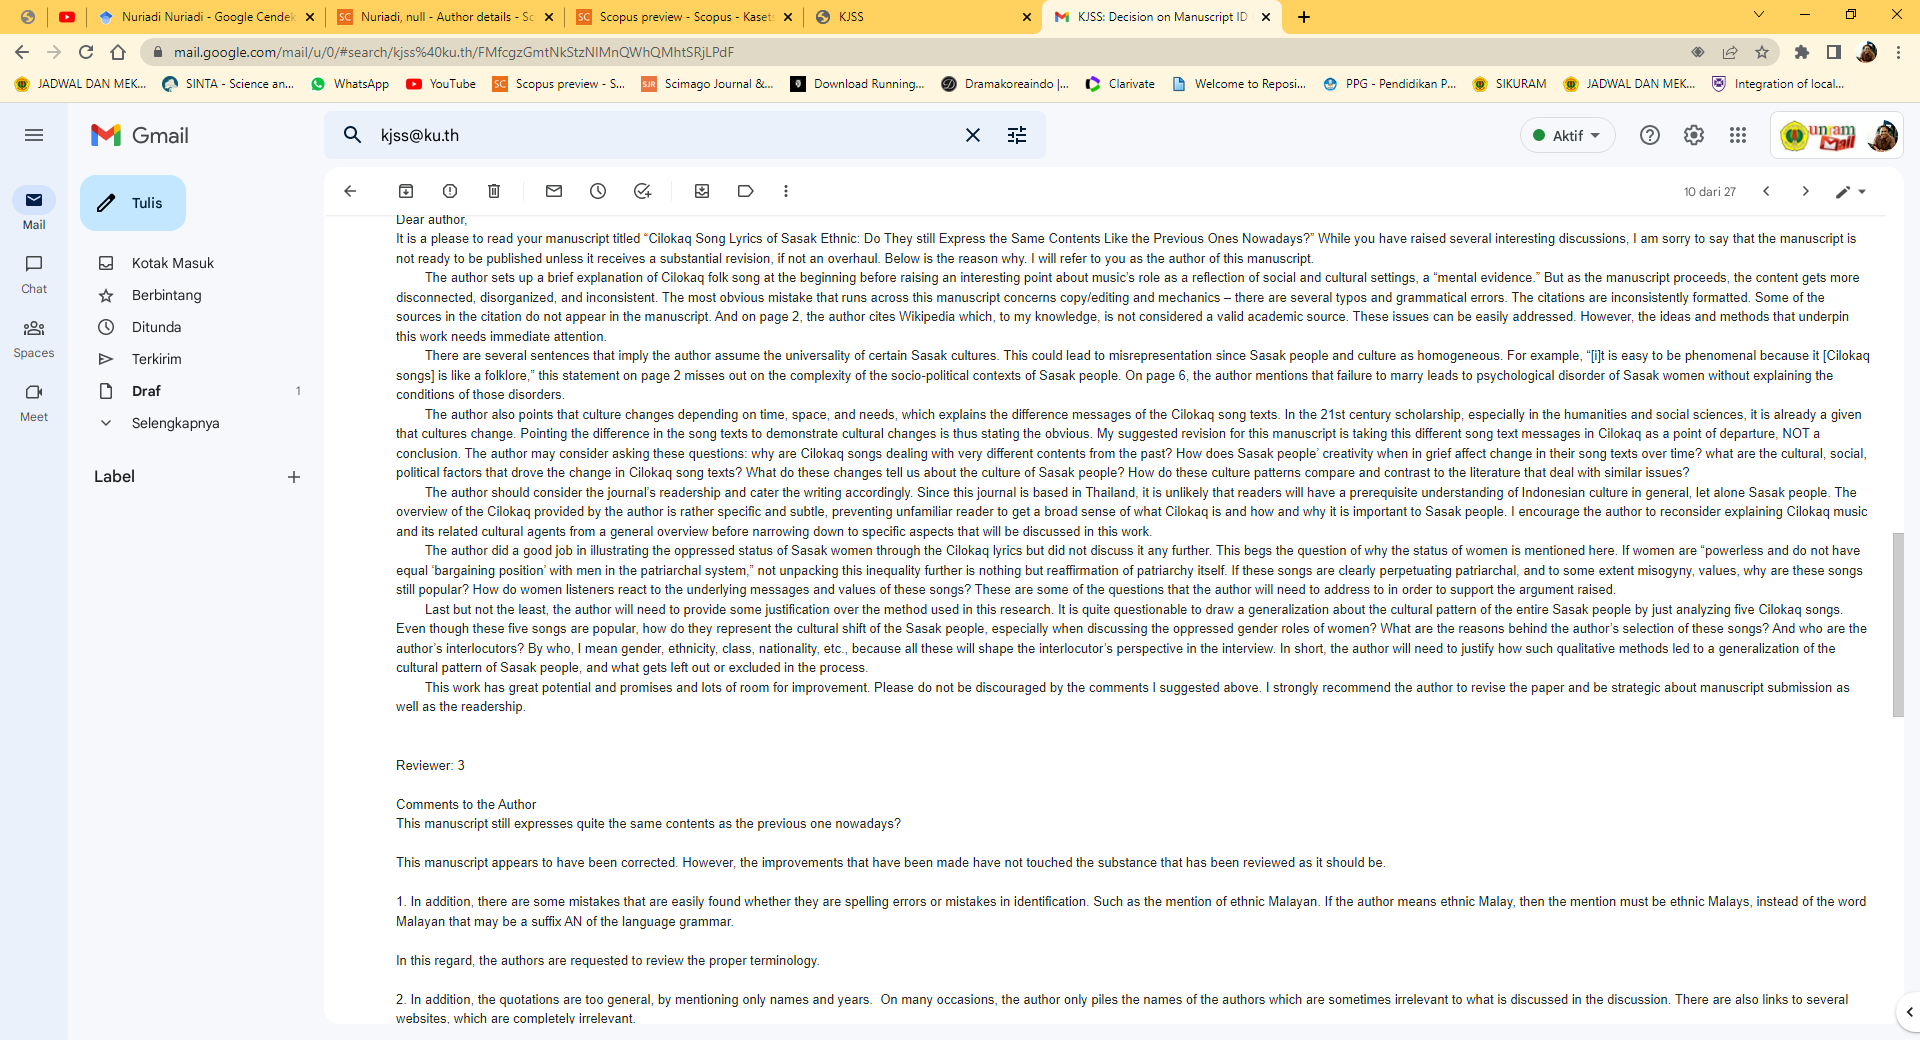 Nuriadi Nuriadi - Google Cendek
Nuriadi, null - Author details - Sc
Scopus preview - Scopus - Kaset
KJSS
KJSS: Decision on Manuscript ID
mail.google.com/mail/u/0/#search/kjss%40ku.th/FMfcgzGmtNkStzNlMnQWhQMhtSRjLPdF
JADWAL DAN MEK...
SINTA - Science an...
WhatsApp
YouTube
Scopus preview - S...
Scimago Journal &...
Download Running...
Dramakoreaindo |...
Clarivate
Welcome to Reposi...
PPG - Pendidikan P...
SIKURAM
JADWAL DAN MEK...
Integration of local...
Gmail
kjss@ku.th
Aktif
unram
Mail
Tulis
10 dari 27
Mail
Chat
Spaces
Meet
Kotak Masuk
Berbintang
Ditunda
Terkirim
Draf 1
Selengkapnya
Label
Dear author,
It is a please to read your manuscript titled “Cilokaq Song Lyrics of Sasak Ethnic: Do They still Express the Same Contents Like the Previous Ones Nowadays?” While you have raised several interesting discussions, I am sorry to say that the manuscript is
not ready to be published unless it receives a substantial revision, if not an overhaul. Below is the reason why. I will refer to you as the author of this manuscript.
The author sets up a brief explanation of Cilokaq folk song at the beginning before raising an interesting point about music’s role as a reflection of social and cultural settings, a “mental evidence.” But as the manuscript proceeds, the content gets more
disconnected, disorganized, and inconsistent. The most obvious mistake that runs across this manuscript concerns copy/editing and mechanics – there are several typos and grammatical errors. The citations are inconsistently formatted. Some of the
sources in the citation do not appear in the manuscript. And on page 2, the author cites Wikipedia which, to my knowledge, is not considered a valid academic source. These issues can be easily addressed. However, the ideas and methods that underpin
this work needs immediate attention.
There are several sentences that imply the author assume the universality of certain Sasak cultures. This could lead to misrepresentation since Sasak people and culture as homogeneous. For example, “[i]t is easy to be phenomenal because it [Cilokaq
songs] is like a folklore,” this statement on page 2 misses out on the complexity of the socio-political contexts of Sasak people. On page 6, the author mentions that failure to marry leads to psychological disorder of Sasak women without explaining the
conditions of those disorders.
The author also points that culture changes depending on time, space, and needs, which explains the difference messages of the Cilokaq song texts. In the 21st century scholarship, especially in the humanities and social sciences, it is already a given
that cultures change. Pointing the difference in the song texts to demonstrate cultural changes is thus stating the obvious. My suggested revision for this manuscript is taking this different song text messages in Cilokaq as a point of departure, NOT a
conclusion. The author may consider asking these questions: why are Cilokaq songs dealing with very different contents from the past? How does Sasak people’ creativity when in grief affect change in their song texts over time? what are the cultural, social,
political factors that drove the change in Cilokaq song texts? What do these changes tell us about the culture of Sasak people? How do these culture patterns compare and contrast to the literature that deal with similar issues?
The author should consider the journal’s readership and cater the writing accordingly. Since this journal is based in Thailand, it is unlikely that readers will have a prerequisite understanding of Indonesian culture in general, let alone Sasak people. The
overview of the Cilokaq provided by the author is rather specific and subtle, preventing unfamiliar reader to get a broad sense of what Cilokaq is and how and why it is important to Sasak people. I encourage the author to reconsider explaining Cilokaq music
and its related cultural agents from a general overview before narrowing down to specific aspects that will be discussed in this work.
The author did a good job in illustrating the oppressed status of Sasak women through the Cilokaq lyrics but did not discuss it any further. This begs the question of why the status of women is mentioned here. If women are “powerless and do not have
equal ‘bargaining position’ with men in the patriarchal system,” not unpacking this inequality further is nothing but reaffirmation of patriarchy itself. If these songs are clearly perpetuating patriarchal, and to some extent misogyny, values, why are these songs
still popular? How do women listeners react to the underlying messages and values of these songs? These are some of the questions that the author will need to address to in order to support the argument raised.
Last but not the least, the author will need to provide some justification over the method used in this research. It is quite questionable to draw a generalization about the cultural pattern of the entire Sasak people by just analyzing five Cilokaq songs.
Even though these five songs are popular, how do they represent the cultural shift of the Sasak people, especially when discussing the oppressed gender roles of women? What are the reasons behind the author’s selection of these songs? And who are the
author’s interlocutors? By who, I mean gender, ethnicity, class, nationality, etc., because all these will shape the interlocutor’s perspective in the interview. In short, the author will need to justify how such qualitative methods led to a generalization of the
cultural pattern of Sasak people, and what gets left out or excluded in the process.
This work has great potential and promises and lots of room for improvement. Please do not be discouraged by the comments I suggested above. I strongly recommend the author to revise the paper and be strategic about manuscript submission as
well as the readership.
Reviewer: 3
Comments to the Author
This manuscript still expresses quite the same contents as the previous one nowadays?
This manuscript appears to have been corrected. However, the improvements that have been made have not touched the substance that has been reviewed as it should be.
1. In addition, there are some mistakes that are easily found whether they are spelling errors or mistakes in identification. Such as the mention of ethnic Malayan. If the author means ethnic Malay, then the mention must be ethnic Malays, instead of the word
Malayan that may be a suffix AN of the language grammar.
In this regard, the authors are requested to review the proper terminology.
2. In addition, the quotations are too general, by mentioning only names and years. On many occasions, the author only piles the names of the authors which are sometimes irrelevant to what is discussed in the discussion. There are also links to several
websites, which are completely irrelevant.